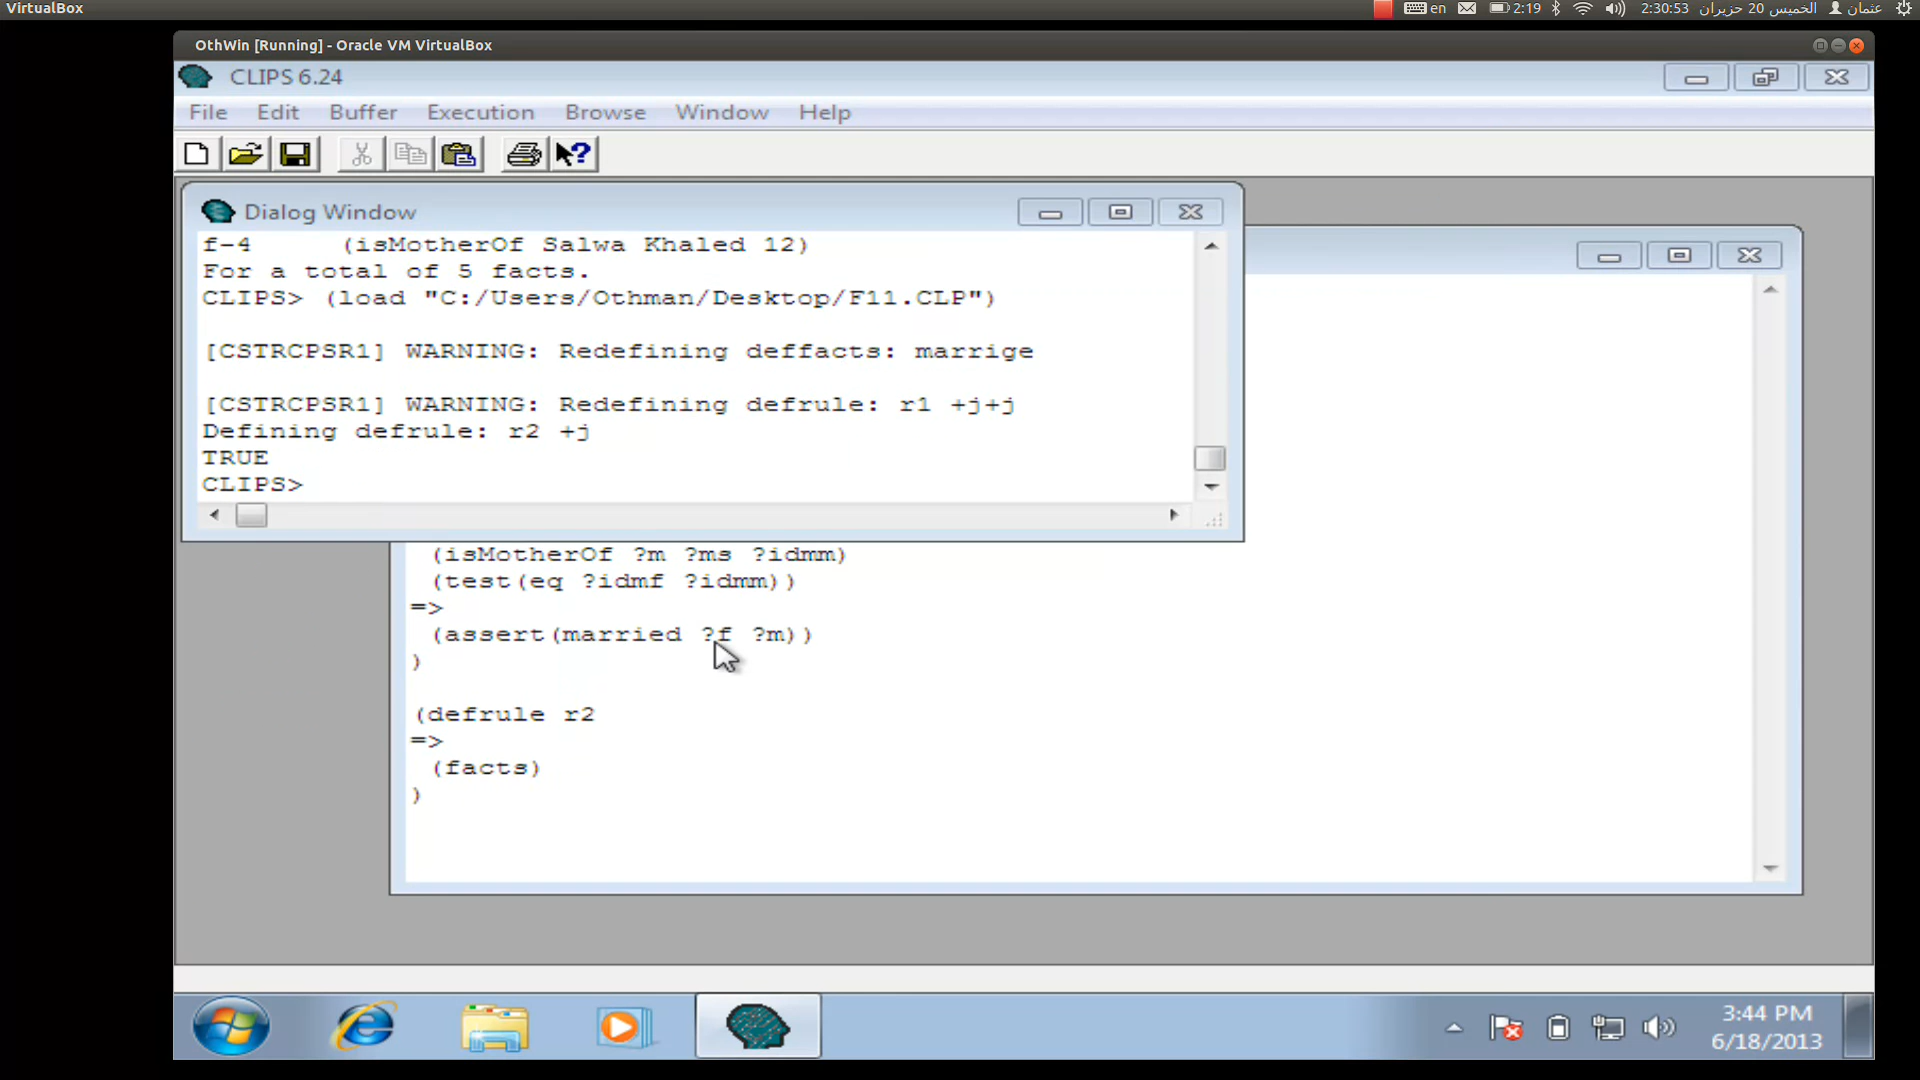 VirtualBox
en
2:19
2:30:53 الخميس 20 حزيران
عثمان
OthWin [Running] - Oracle VM VirtualBox
CLIPS 6.24
File Edit Buffer Execution Browse Window Help
Dialog Window
f-4 (isMotherOf Salwa Khaled 12)
For a total of 5 facts.
CLIPS> (load "C:/Users/Othman/Desktop/F11.CLP")
[CSTRCPSR1] WARNING: Redefining deffacts: marrige
[CSTRCPSR1] WARNING: Redefining defrule: r1 +j+j
Defining defrule: r2 +j
TRUE
CLIPS>
(isMotherOf ?m ?ms ?idmm)
(test(eq ?idmf ?idmm))
=>
(assert(married ?f ?m))
)
(defrule r2
=>
(facts)
)
3:44 PM
6/18/2013